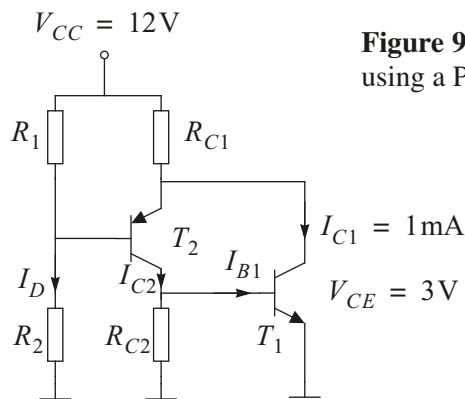 V_CC = 12V
Figure 9
using a P
R_1
R_C1
T_2
I_C1 = 1mA
I_D
I_C2
I_B1
V_CE = 3V
R_2
R_C2
T_1